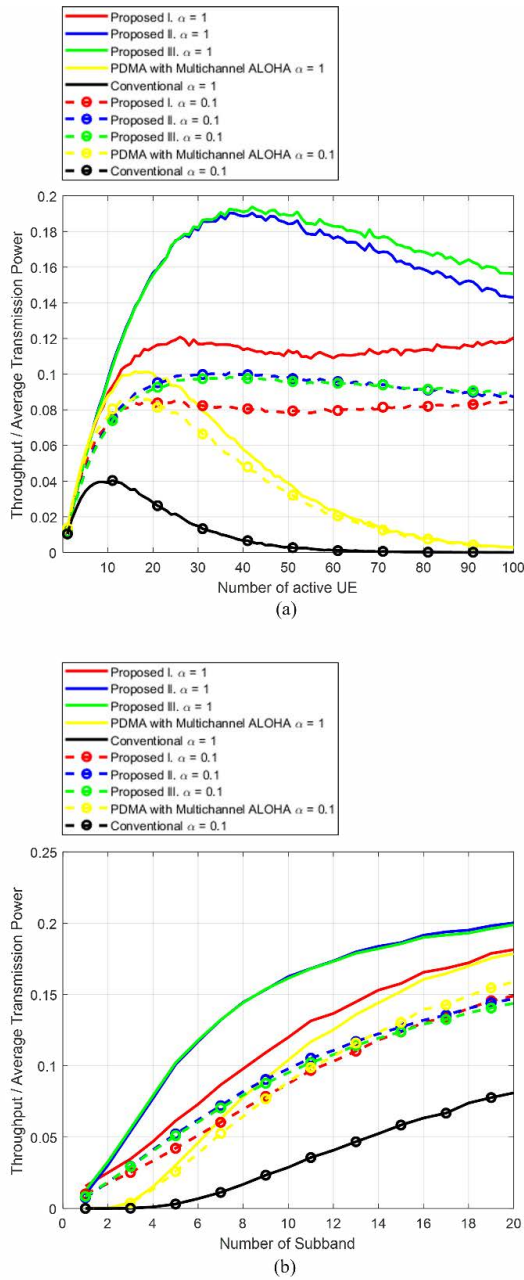 Proposed I. α = 1
Proposed II. α = 1
Proposed III. α = 1
PDMA with Multichannel ALOHA α = 1
Conventional α = 1
Proposed I. α = 0.1
Proposed II. α = 0.1
Proposed III. α = 0.1
PDMA with Multichannel ALOHA α = 0.1
Conventional α = 0.1
Throughput / Average Transmission Power
0.2
0.18
0.16
0.14
0.12
0.1
0.08
0.06
0.04
0.02
0
0 10 20 30 40 50 60 70 80 90 100
Number of active UE
(a)
Proposed I. α = 1
Proposed II. α = 1
Proposed III. α = 1
PDMA with Multichannel ALOHA α = 1
Conventional α = 1
Proposed I. α = 0.1
Proposed II. α = 0.1
Proposed III. α = 0.1
PDMA with Multichannel ALOHA α = 0.1
Conventional α = 0.1
Throughput / Average Transmission Power
0.25
0.2
0.15
0.1
0.05
0
0 2 4 6 8 10 12 14 16 18 20
Number of Subband
(b)